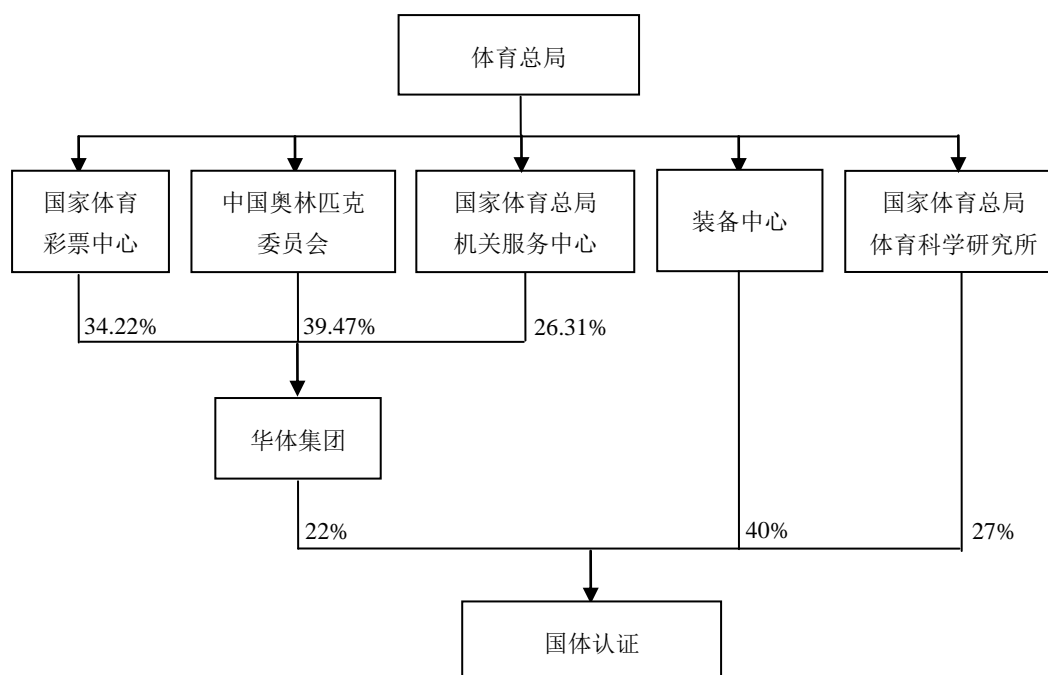 体育总局
国家体育
彩票中心
中国奥林匹克
委员会
国家体育总局
机关服务中心
装备中心
国家体育总局
体育科学研究所
34.22%
39.47%
26.31%
华体集团
22%
40%
27%
国体认证